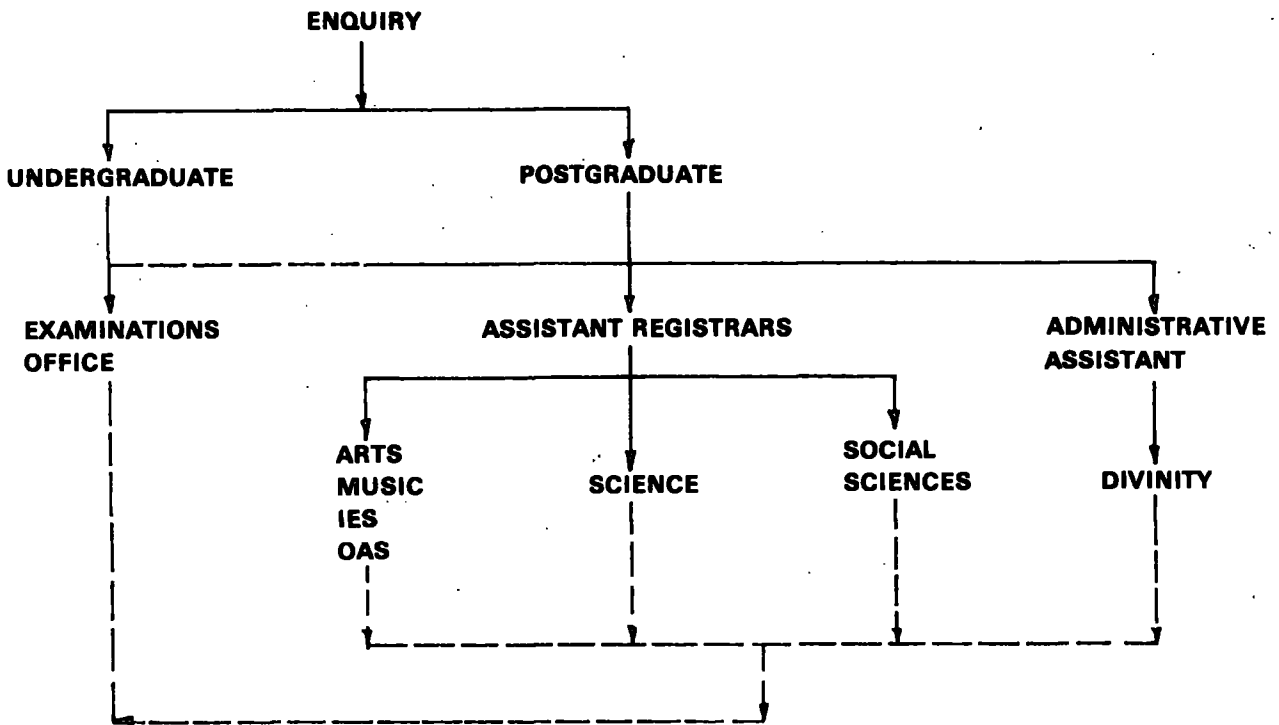 ENQUIRY
UNDERGRADUATE
POSTGRADUATE
EXAMINATIONS
OFFICE
ASSISTANT REGISTRARS
ADMINISTRATIVE
ASSISTANT
ARTS
MUSIC
IES
OAS
SCIENCE
SOCIAL
SCIENCES
DIVINITY